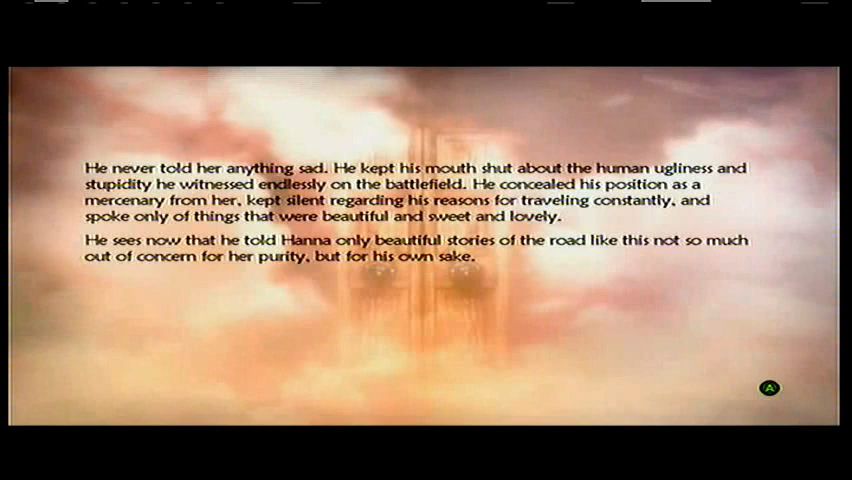 He never told her anything sad. He kept his mouth shut about the human ugliness and
stupidity he witnessed endlessly on the battlefield. He concealed his position as a
mercenary from her, kept silent regarding his reasons for traveling constantly, and
spoke only of things that were beautiful and sweet and lovely.
He sees now that he told Hanna only beautiful stories of the road like this not so much
out of concern for her purity, but for his own sake.
A